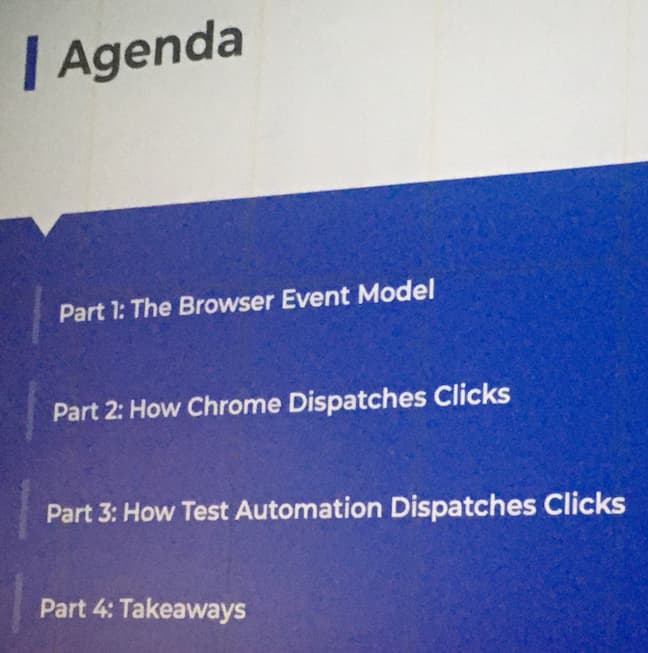 Agenda
Part 1: The Browser Event Model
Part 2: How Chrome Dispatches Clicks
Part 3: How Test Automation Dispatches Clicks
Part 4: Takeaways